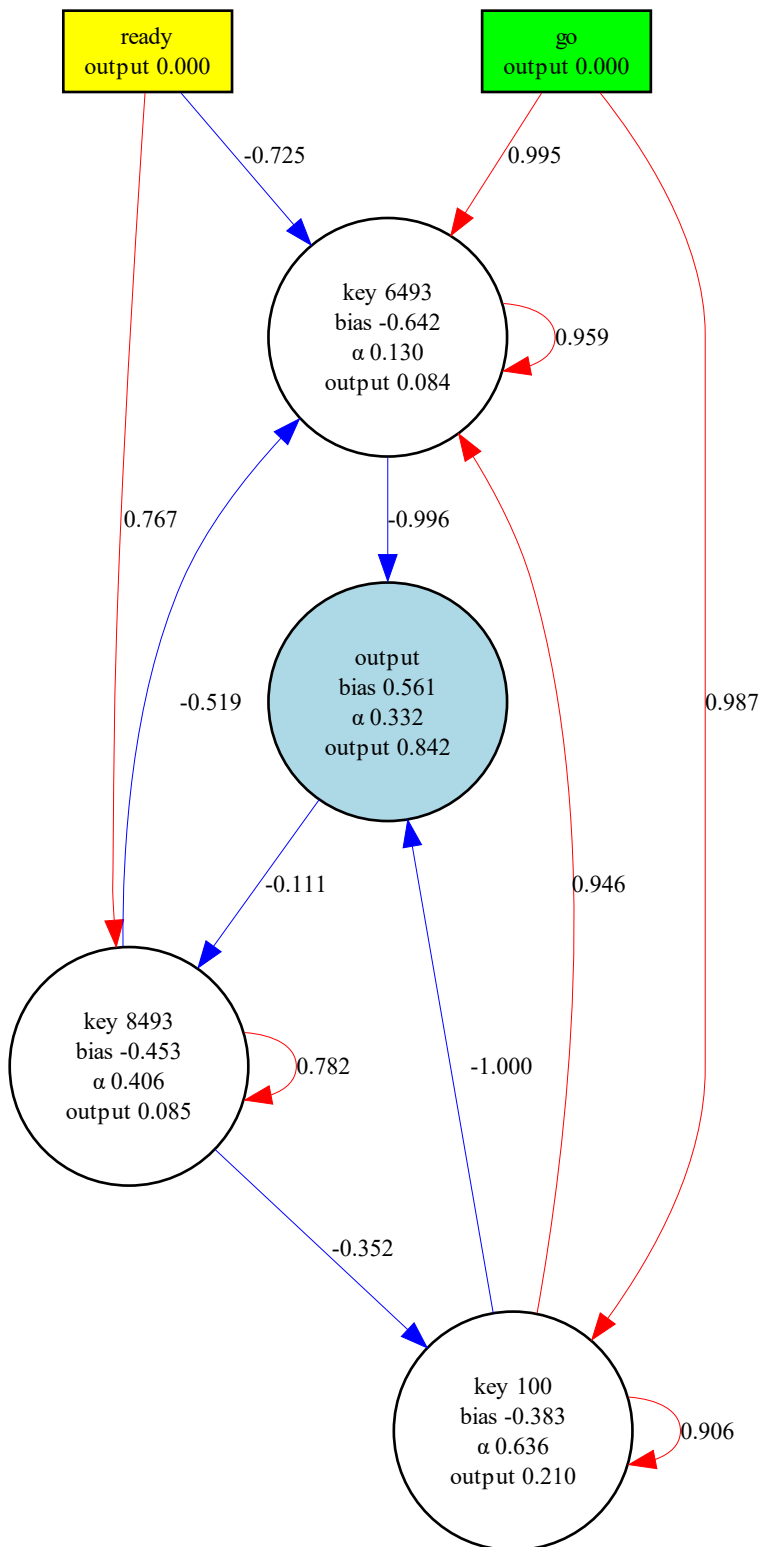 ready
output 0.000
go
output 0.000
-0.725
0.995
key 6493
bias -0.642
α 0.130
output 0.084
0.959
0.767
-0.996
-0.519
output
bias 0.561
α 0.332
output 0.842
0.987
-0.111
0.946
key 8493
bias -0.453
α 0.406
output 0.085
0.782
-1.000
-0.352
key 100
bias -0.383
α 0.636
output 0.210
0.906